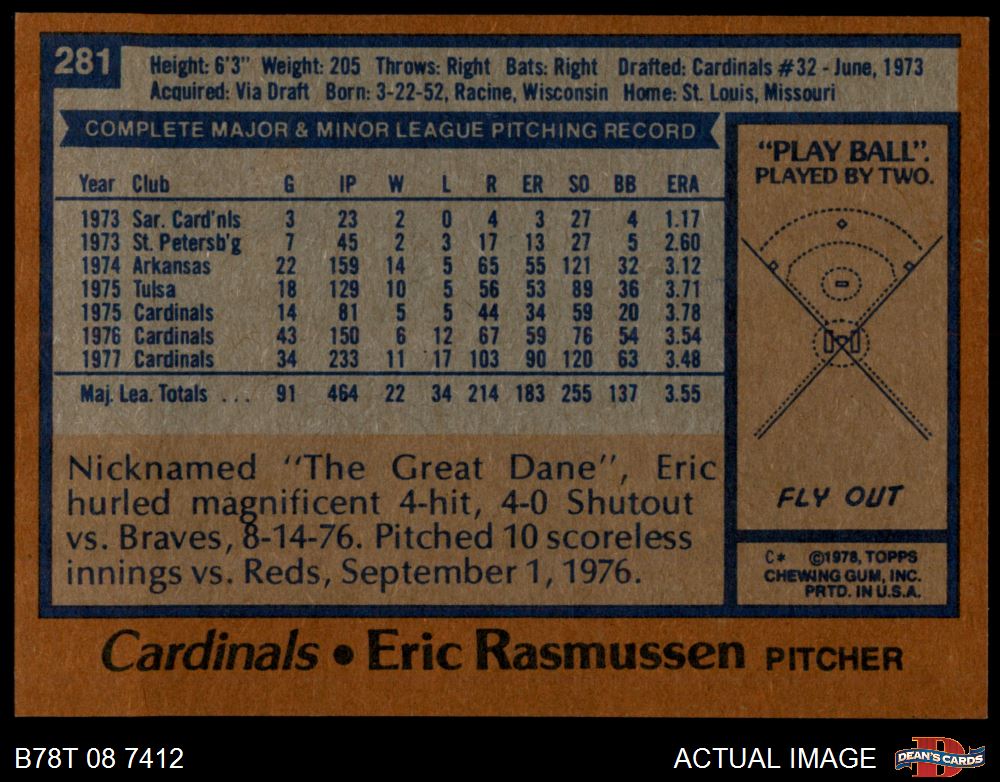 281
Height: 6'3" Weight: 205 Throws: Right Bats: Right Drafted: Cardinals #32 - June, 1973
Acquired: Via Draft Born: 3-22-52, Racine, Wisconsin Home: St. Louis, Missouri
COMPLETE MAJOR & MINOR LEAGUE PITCHING RECORD
Year Club G IP W L R ER SO BB ERA
1973 Sar. Card'nls 3 23 2 0 4 3 27 4 1.17
1973 St. Petersb'g 7 45 2 3 17 13 27 5 2.60
1974 Arkansas 22 159 14 5 65 55 121 32 3.12
1975 Tulsa 18 129 10 5 56 53 89 36 3.71
1975 Cardinals 14 81 5 5 44 34 59 20 3.78
1976 Cardinals 43 150 6 12 67 59 76 54 3.54
1977 Cardinals 34 233 11 17 103 90 120 63 3.48
Maj. Lea. Totals ... 91 464 22 34 214 183 255 137 3.55
Nicknamed "The Great Dane", Eric
hurled magnificent 4-hit, 4-0 Shutout
vs. Braves, 8-14-76. Pitched 10 scoreless
innings vs. Reds, September 1, 1976.
"PLAY BALL".
PLAYED BY TWO.
FLY OUT
C* ©1978, TOPPS
CHEWING GUM, INC.
PRTD. IN U.S.A.
Cardinals • Eric Rasmussen PITCHER
B78T 08 7412
ACTUAL IMAGE
D
DEAN'S CARDS